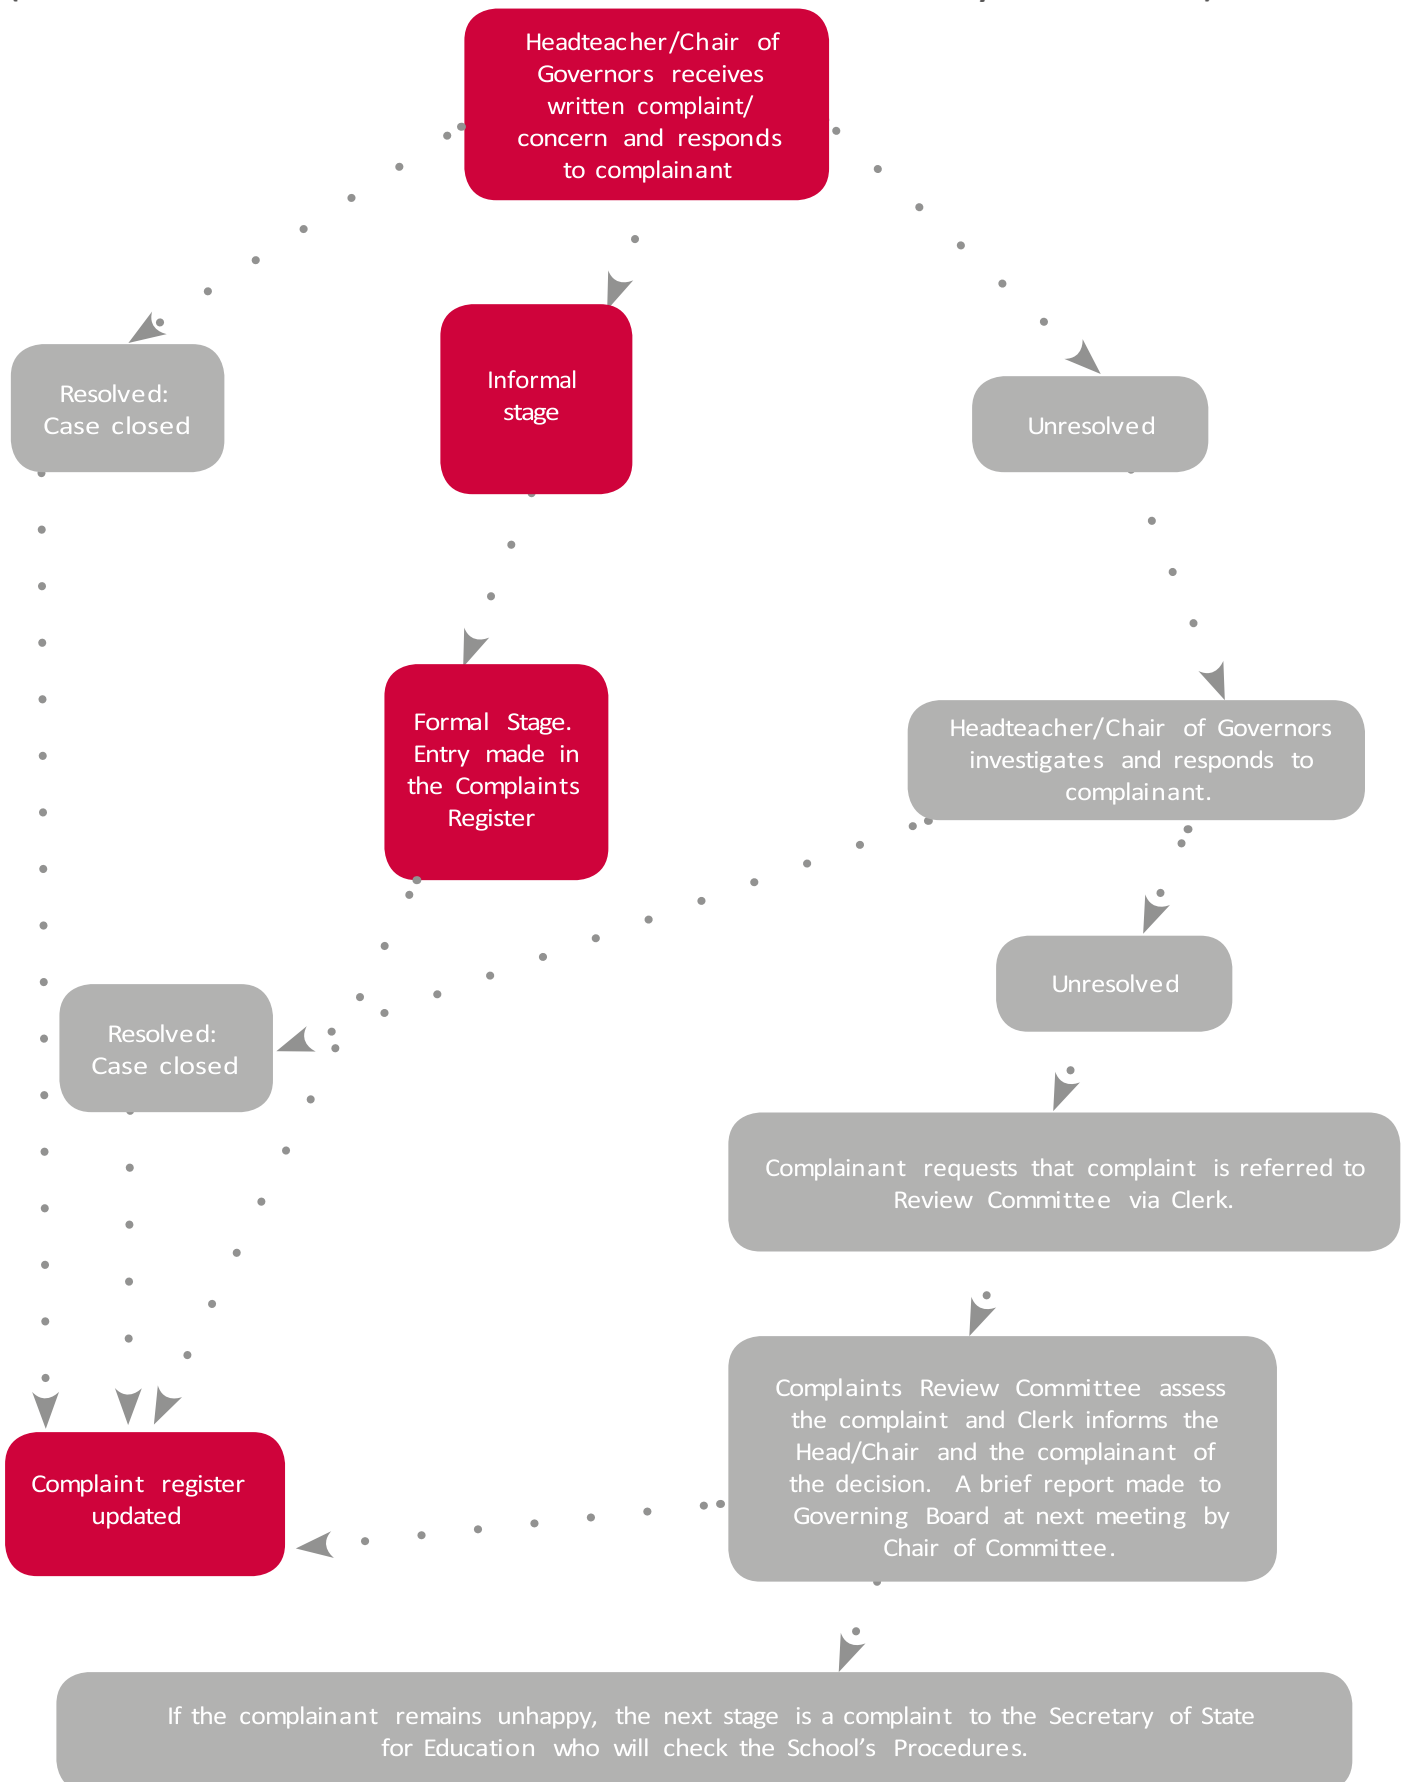 Headteacher/Chair of
Governors receives
written complaint/
concern and responds
to complainant
Resolved:
Case closed
Informal
stage
Unresolved
Formal Stage.
Entry made in
the Complaints
Register
Headteacher/Chair of Governors
investigates and responds to
complainant.
Unresolved
Resolved:
Case closed
Complainant requests that complaint is referred to
Review Committee via Clerk.
Complaints Review Committee assess
the complaint and Clerk informs the
Head/Chair and the complainant of
the decision. A brief report made to
Governing Board at next meeting by
Chair of Committee.
Complaint register
updated
If the complainant remains unhappy, the next stage is a complaint to the Secretary of State
for Education who will check the School’s Procedures.